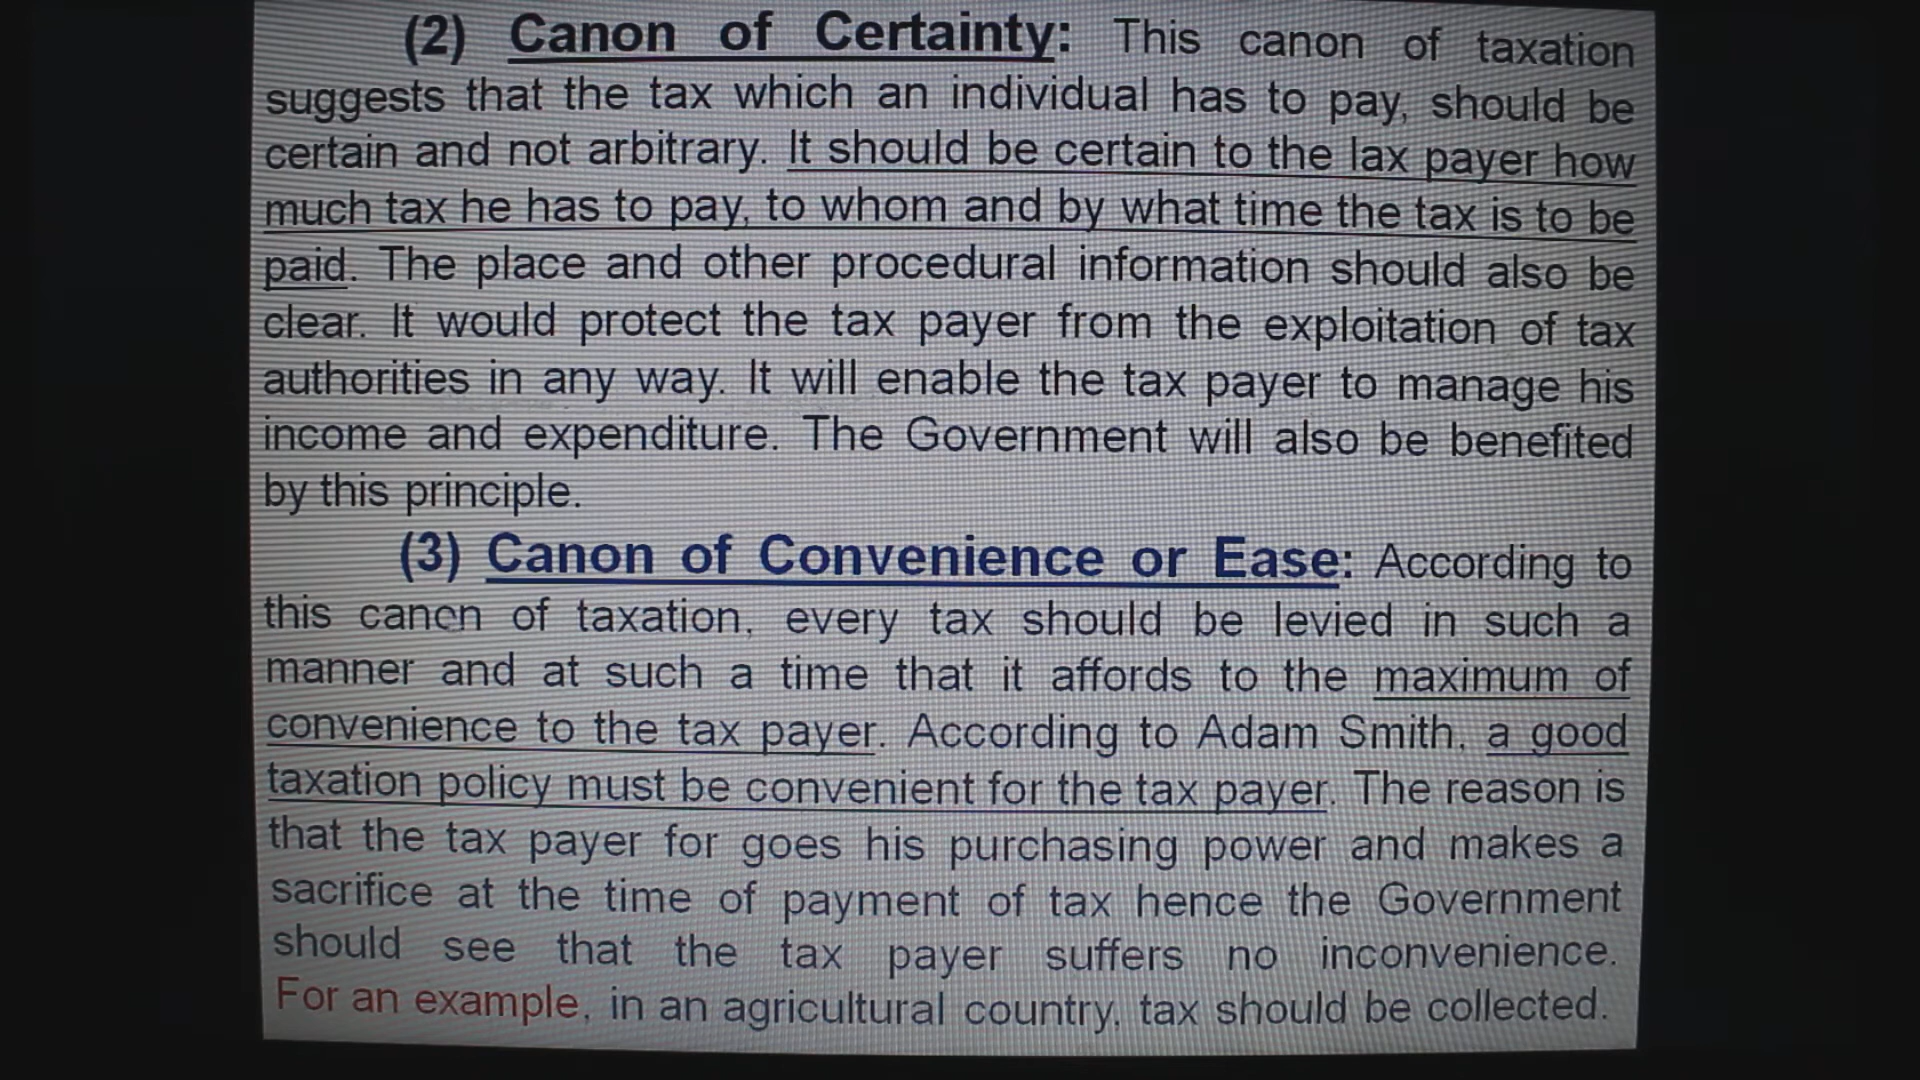 (2) Canon of Certainty: This canon of taxation
suggests that the tax which an individual has to pay, should be
certain and not arbitrary. It should be certain to the lax payer how
much tax he has to pay, to whom and by what time the tax is to be
paid. The place and other procedural information should also be
clear. It would protect the tax payer from the exploitation of tax
authorities in any way. It will enable the tax payer to manage his
income and expenditure. The Government will also be benefited
by this principle.
(3) Canon of Convenience or Ease: According to
this canon of taxation, every tax should be levied in such a
manner and at such a time that it affords to the maximum of
convenience to the tax payer. According to Adam Smith, a good
taxation policy must be convenient for the tax payer. The reason is
that the tax payer for goes his purchasing power and makes a
sacrifice at the time of payment of tax hence the Government
should see that the tax payer suffers no inconvenience.
For an example, in an agricultural country, tax should be collected.